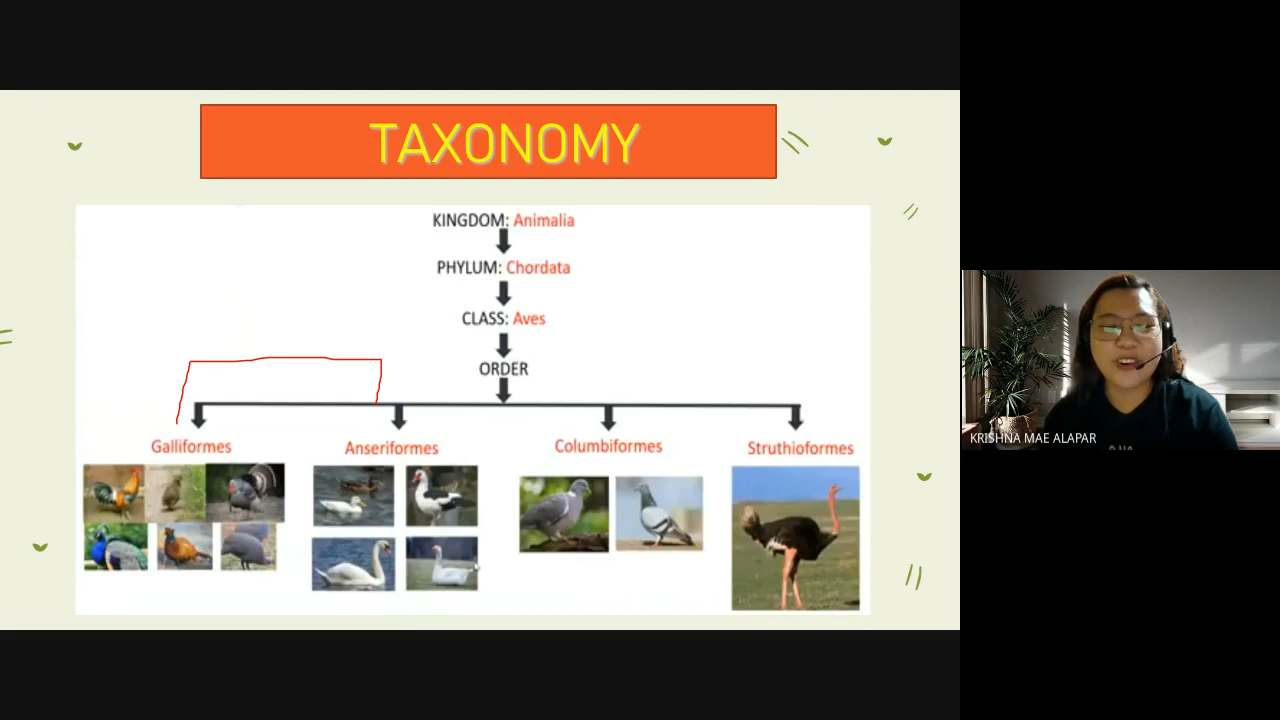 TAXONOMY
KINGDOM: Animalia
PHYLUM: Chordata
CLASS: Aves
ORDER
Galliformes Anseriformes Columbiformes Struthioformes
KRISHNA MAE ALAPAR